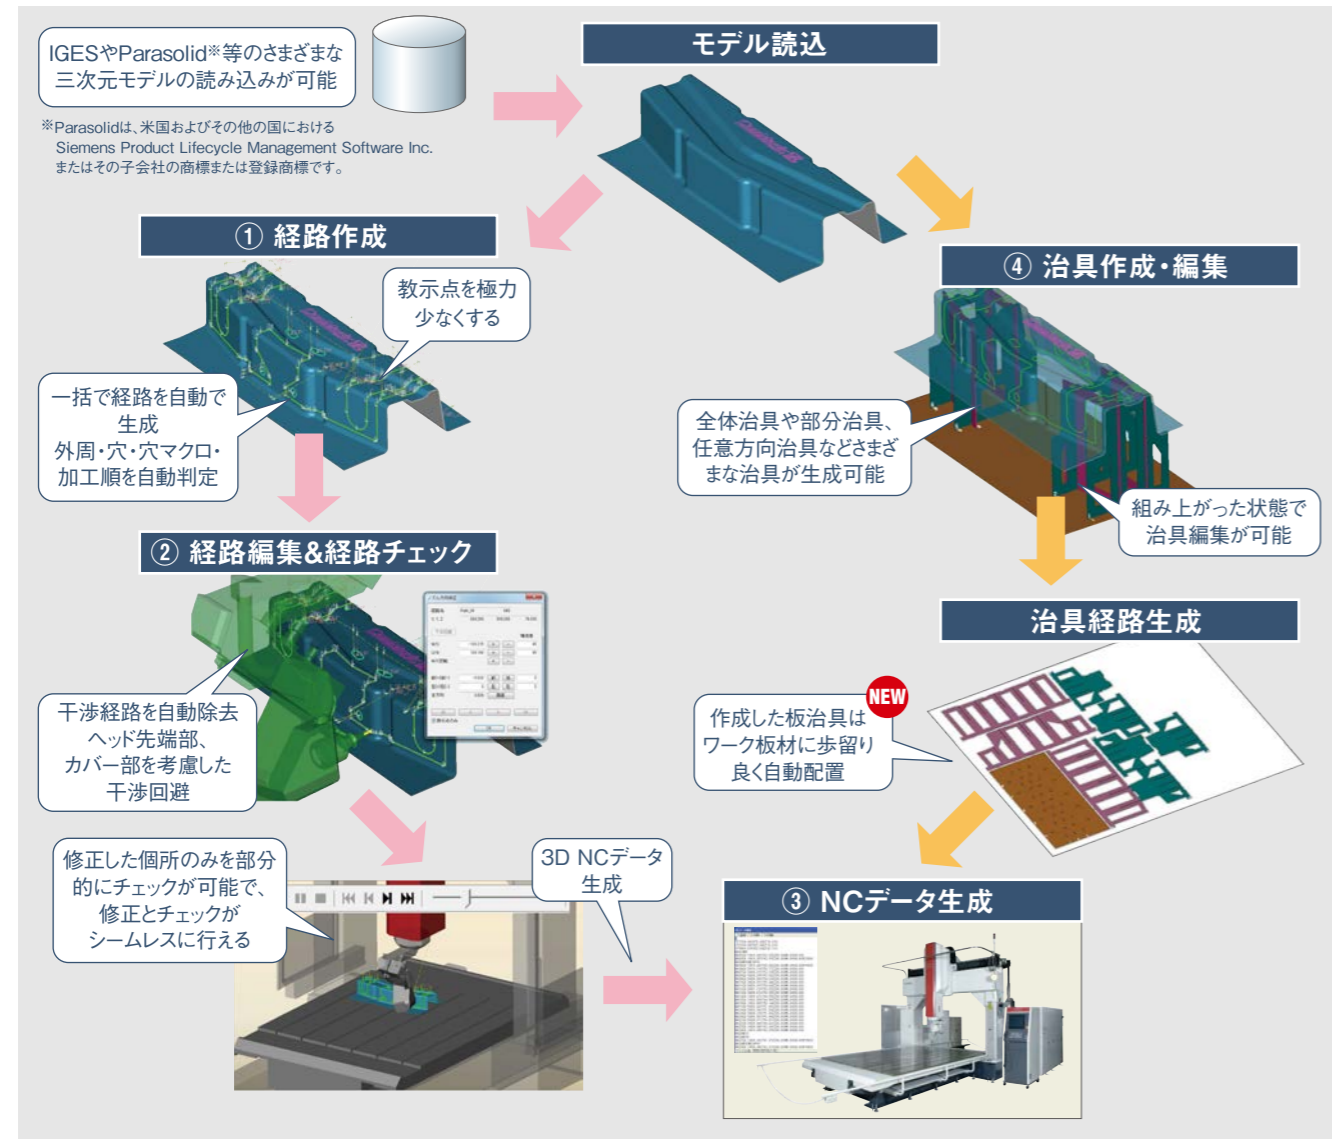 IGESやParasolid※等のさまざまな
三次元モデルの読み込みが可能
※Parasolidは、米国およびその他の国における
Siemens Product Lifecycle Management Software Inc.
またはその子会社の商標または登録商標です。
モデル読込
① 経路作成
教示点を極力
少なくする
一括で経路を自動で
生成
外周・穴・穴マクロ・
加工順を自動判定
④ 治具作成・編集
全体治具や部分治具、
任意方向治具などさまざ
まな治具が生成可能
組み上がった状態で
治具編集が可能
② 経路編集&経路チェック
干渉経路を自動除去
ヘッド先端部、
カバー部を考慮した
干渉回避
治具経路生成
NEW
作成した板治具は
ワーク板材に歩留り
良く自動配置
修正した個所のみを部分
的にチェックが可能で、
修正とチェックが
シームレスに行える
3D NCデータ
生成
③ NCデータ生成